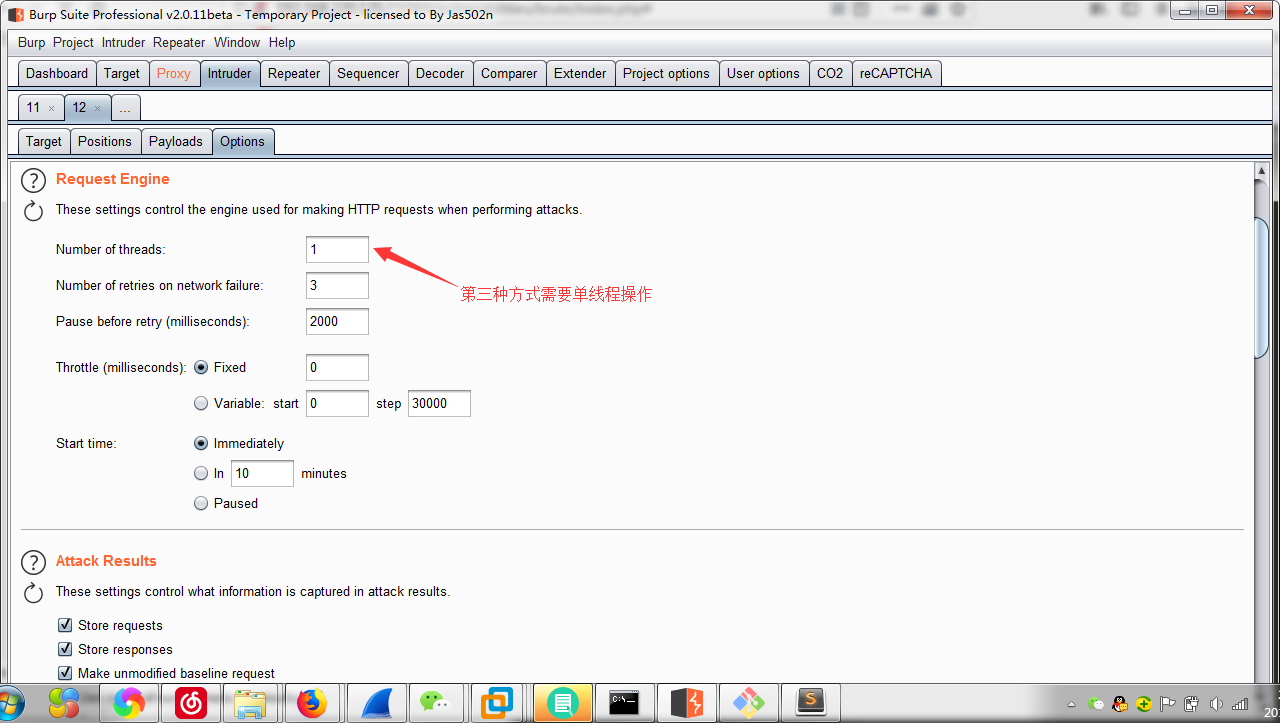 Burp Suite Professional v2.0.11beta - Temporary Project - licensed to By Jas502n
Burp Project Intruder Repeater Window Help
Dashboard Target Proxy Intruder Repeater Sequencer Decoder Comparer Extender Project options User options CO2 reCAPTCHA
11 × 12 × ...
Target Positions Payloads Options
? Request Engine
These settings control the engine used for making HTTP requests when performing attacks.
Number of threads: 1
第三种方式需要单线程操作
Number of retries on network failure: 3
Pause before retry (milliseconds): 2000
Throttle (milliseconds): Fixed 0
Variable: start 0 step 30000
Start time: Immediately
In 10 minutes
Paused
? Attack Results
These settings control what information is captured in attack results.
Store requests
Store responses
Make unmodified baseline request
C:\.
S